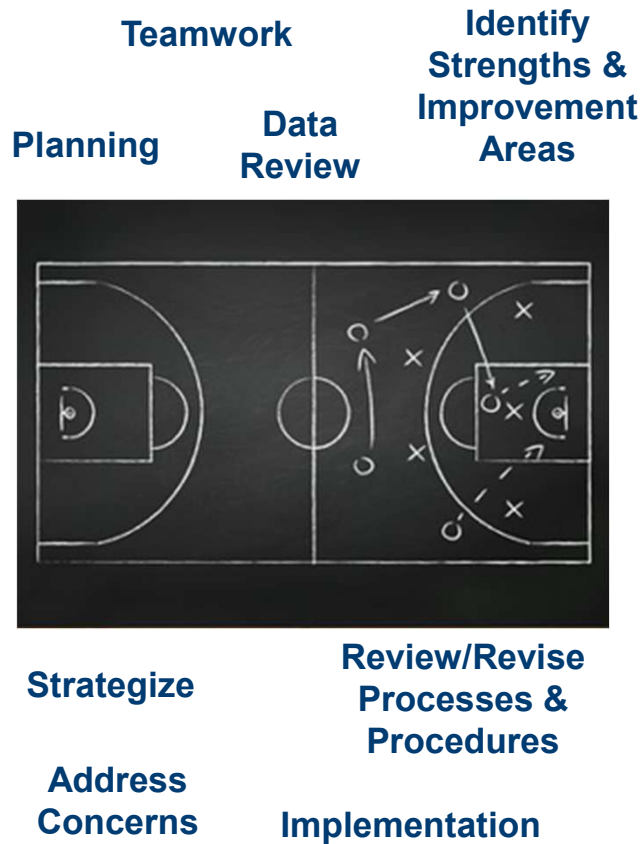 Teamwork
Identify
Strengths &
Improvement
Areas
Planning
Data
Review
Strategize
Review/Revise
Processes &
Procedures
Address
Concerns
Implementation